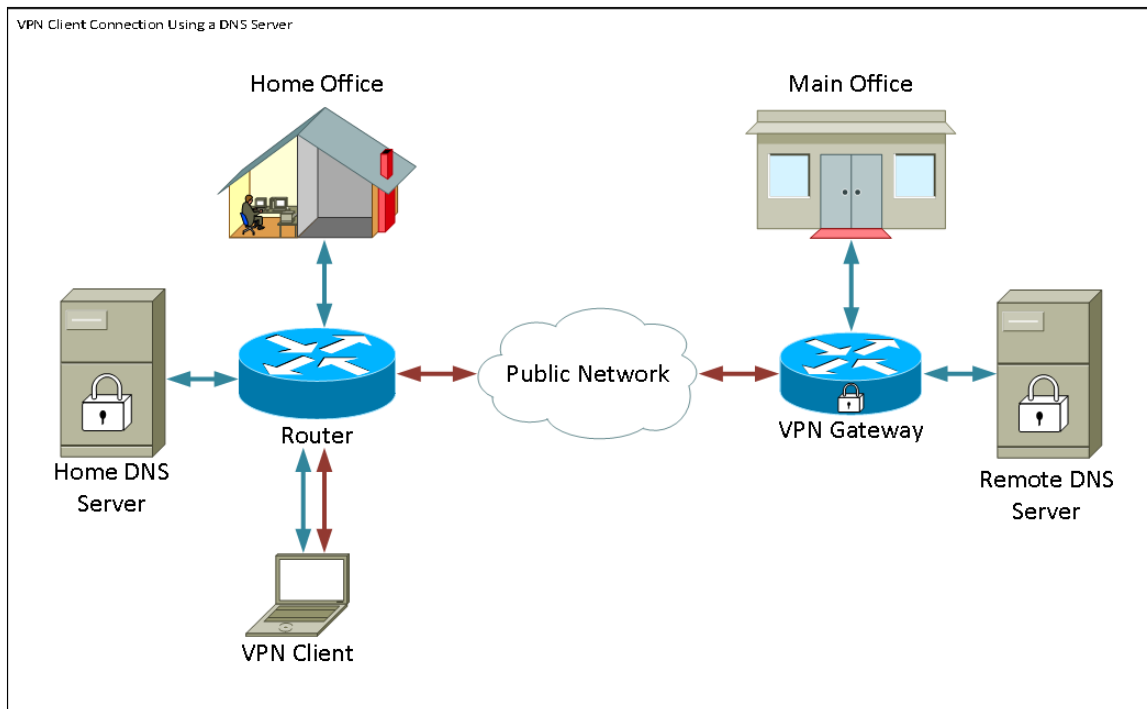 VPN Client Connection Using a DNS Server
Home Office
Main Office
Public Network
Router
VPN Gateway
Home DNS
Server
Remote DNS
Server
VPN Client